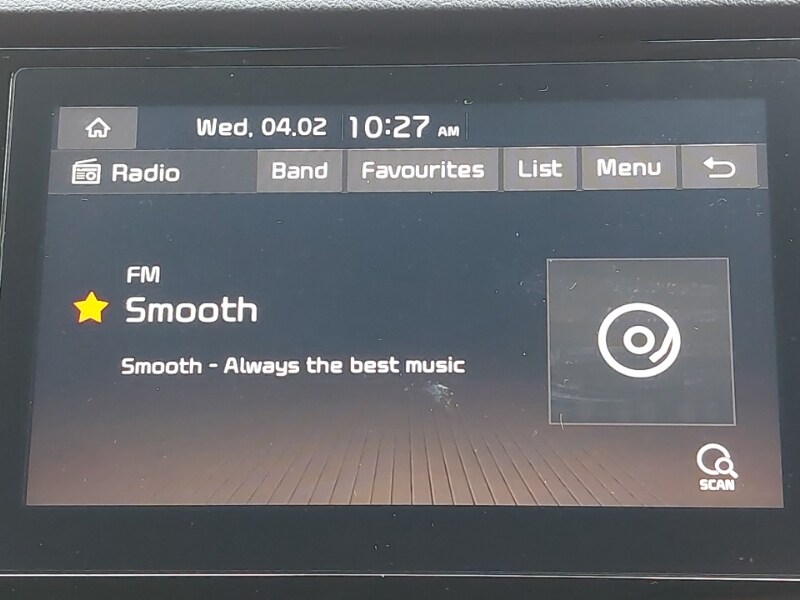 Wed, 04.02 10:27 AM
Radio Band Favourites List Menu
FM
Smooth
Smooth - Always the best music
SCAN